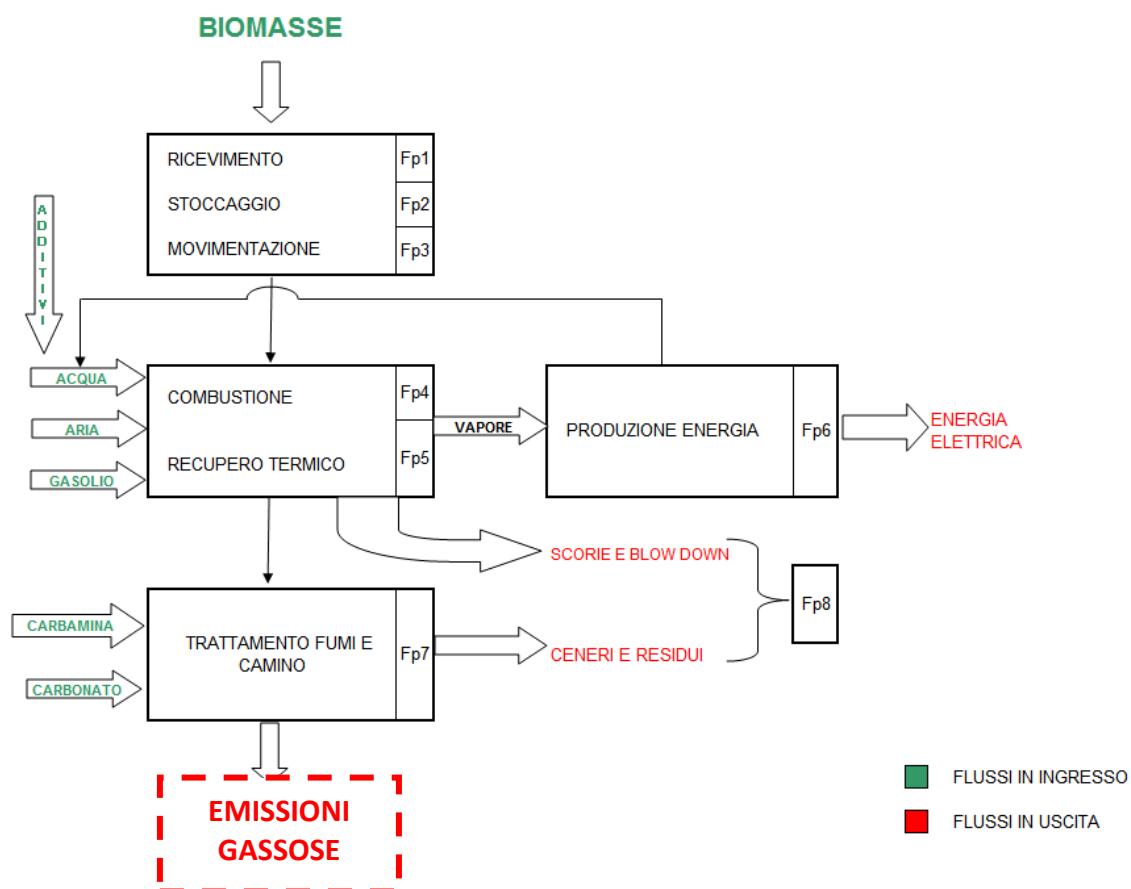 BIOMASSE
RICEVIMENTO Fp1
STOCCAGGIO Fp2
MOVIMENTAZIONE Fp3
ADDITIVI
ACQUA
ARIA
GASOLIO
COMBUSTIONE Fp4
RECUPERO TERMICO Fp5
VAPORE
PRODUZIONE ENERGIA Fp6
ENERGIA
ELETTRICA
SCORIE E BLOW DOWN
Fp8
CARBAMINA
CARBONATO
TRATTAMENTO FUMI E
CAMINO
Fp7
CENERI E RESIDUI
EMISSIONI
GASSOSE
FLUSSI IN INGRESSO
FLUSSI IN USCITA